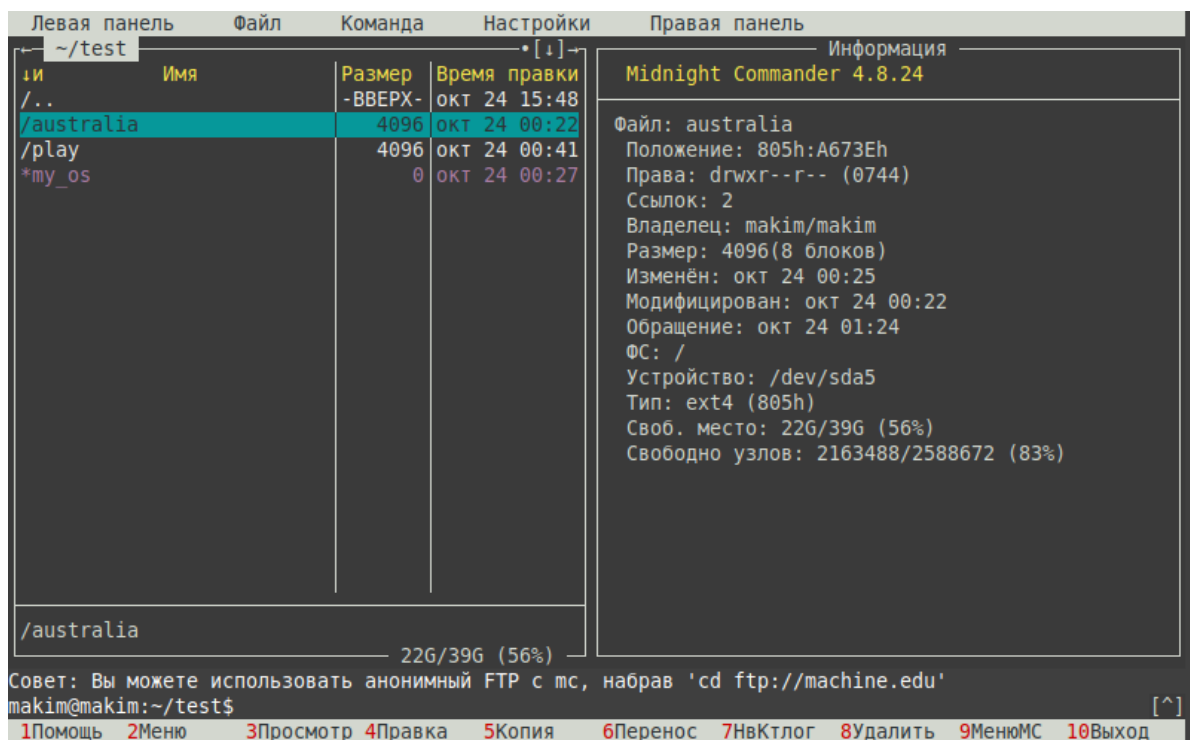 Левая панель Файл Команда Настройки Правая панель
← ~/test •[↓]→
↓и Имя Размер Время правки
/.. -ВВЕРХ- окт 24 15:48
/australia 4096 окт 24 00:22
/play 4096 окт 24 00:41
*my_os 0 окт 24 00:27
/australia
22G/39G (56%)
Информация
Midnight Commander 4.8.24
Файл: australia
Положение: 805h:A673Eh
Права: drwxr--r-- (0744)
Ссылок: 2
Владелец: makim/makim
Размер: 4096(8 блоков)
Изменён: окт 24 00:25
Модифицирован: окт 24 00:22
Обращение: окт 24 01:24
ФС: /
Устройство: /dev/sda5
Тип: ext4 (805h)
Своб. место: 22G/39G (56%)
Свободно узлов: 2163488/2588672 (83%)
Совет: Вы можете использовать анонимный FTP с mc, набрав 'cd ftp://machine.edu'
makim@makim:~/test$ [^]
1Помощь 2Меню 3Просмотр 4Правка 5Копия 6Перенос 7НвКтлог 8Удалить 9МенюMC 10Выход